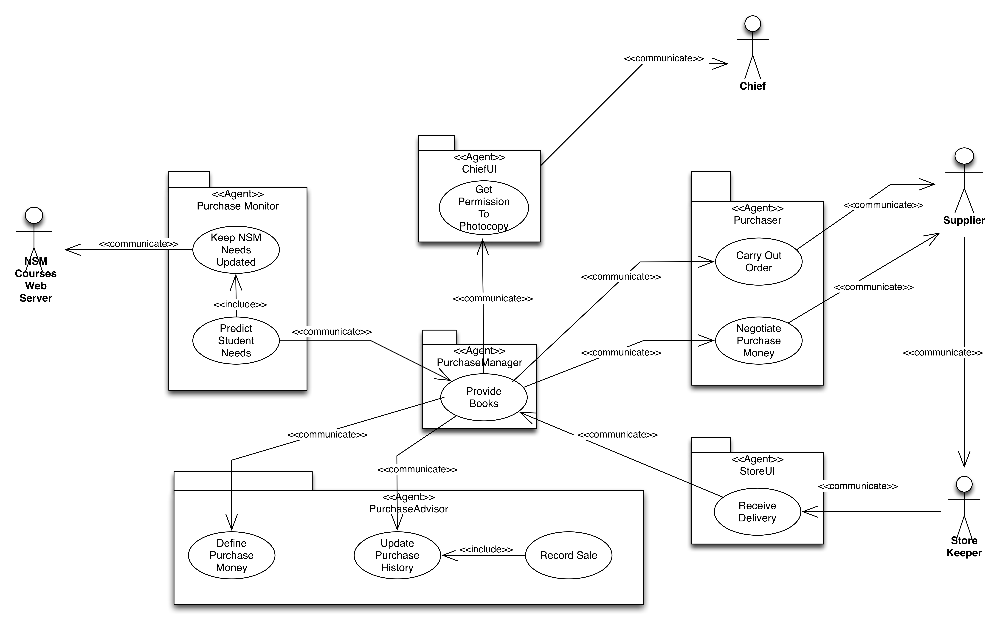 <<communicate>>
Chief
<<Agent>>
ChiefUI
Get
Permission
To
Photocopy
<<Agent>>
Purchase Monitor
Keep NSM
Needs
Updated
<<communicate>>
NSM
Courses
Web
Server
<<include>>
Predict
Student
Needs
<<communicate>>
<<communicate>>
<<Agent>>
PurchaseManager
Provide
Books
<<communicate>>
<<communicate>>
<<Agent>>
Purchaser
Carry Out
Order
Negotiate
Purchase
Money
<<communicate>>
<<communicate>>
Supplier
<<communicate>>
<<communicate>>
<<communicate>>
<<communicate>>
<<Agent>>
StoreUI
Receive
Delivery
<<communicate>>
Store
Keeper
<<Agent>>
PurchaseAdvisor
Define
Purchase
Money
Update
Purchase
History
<<include>>
Record Sale